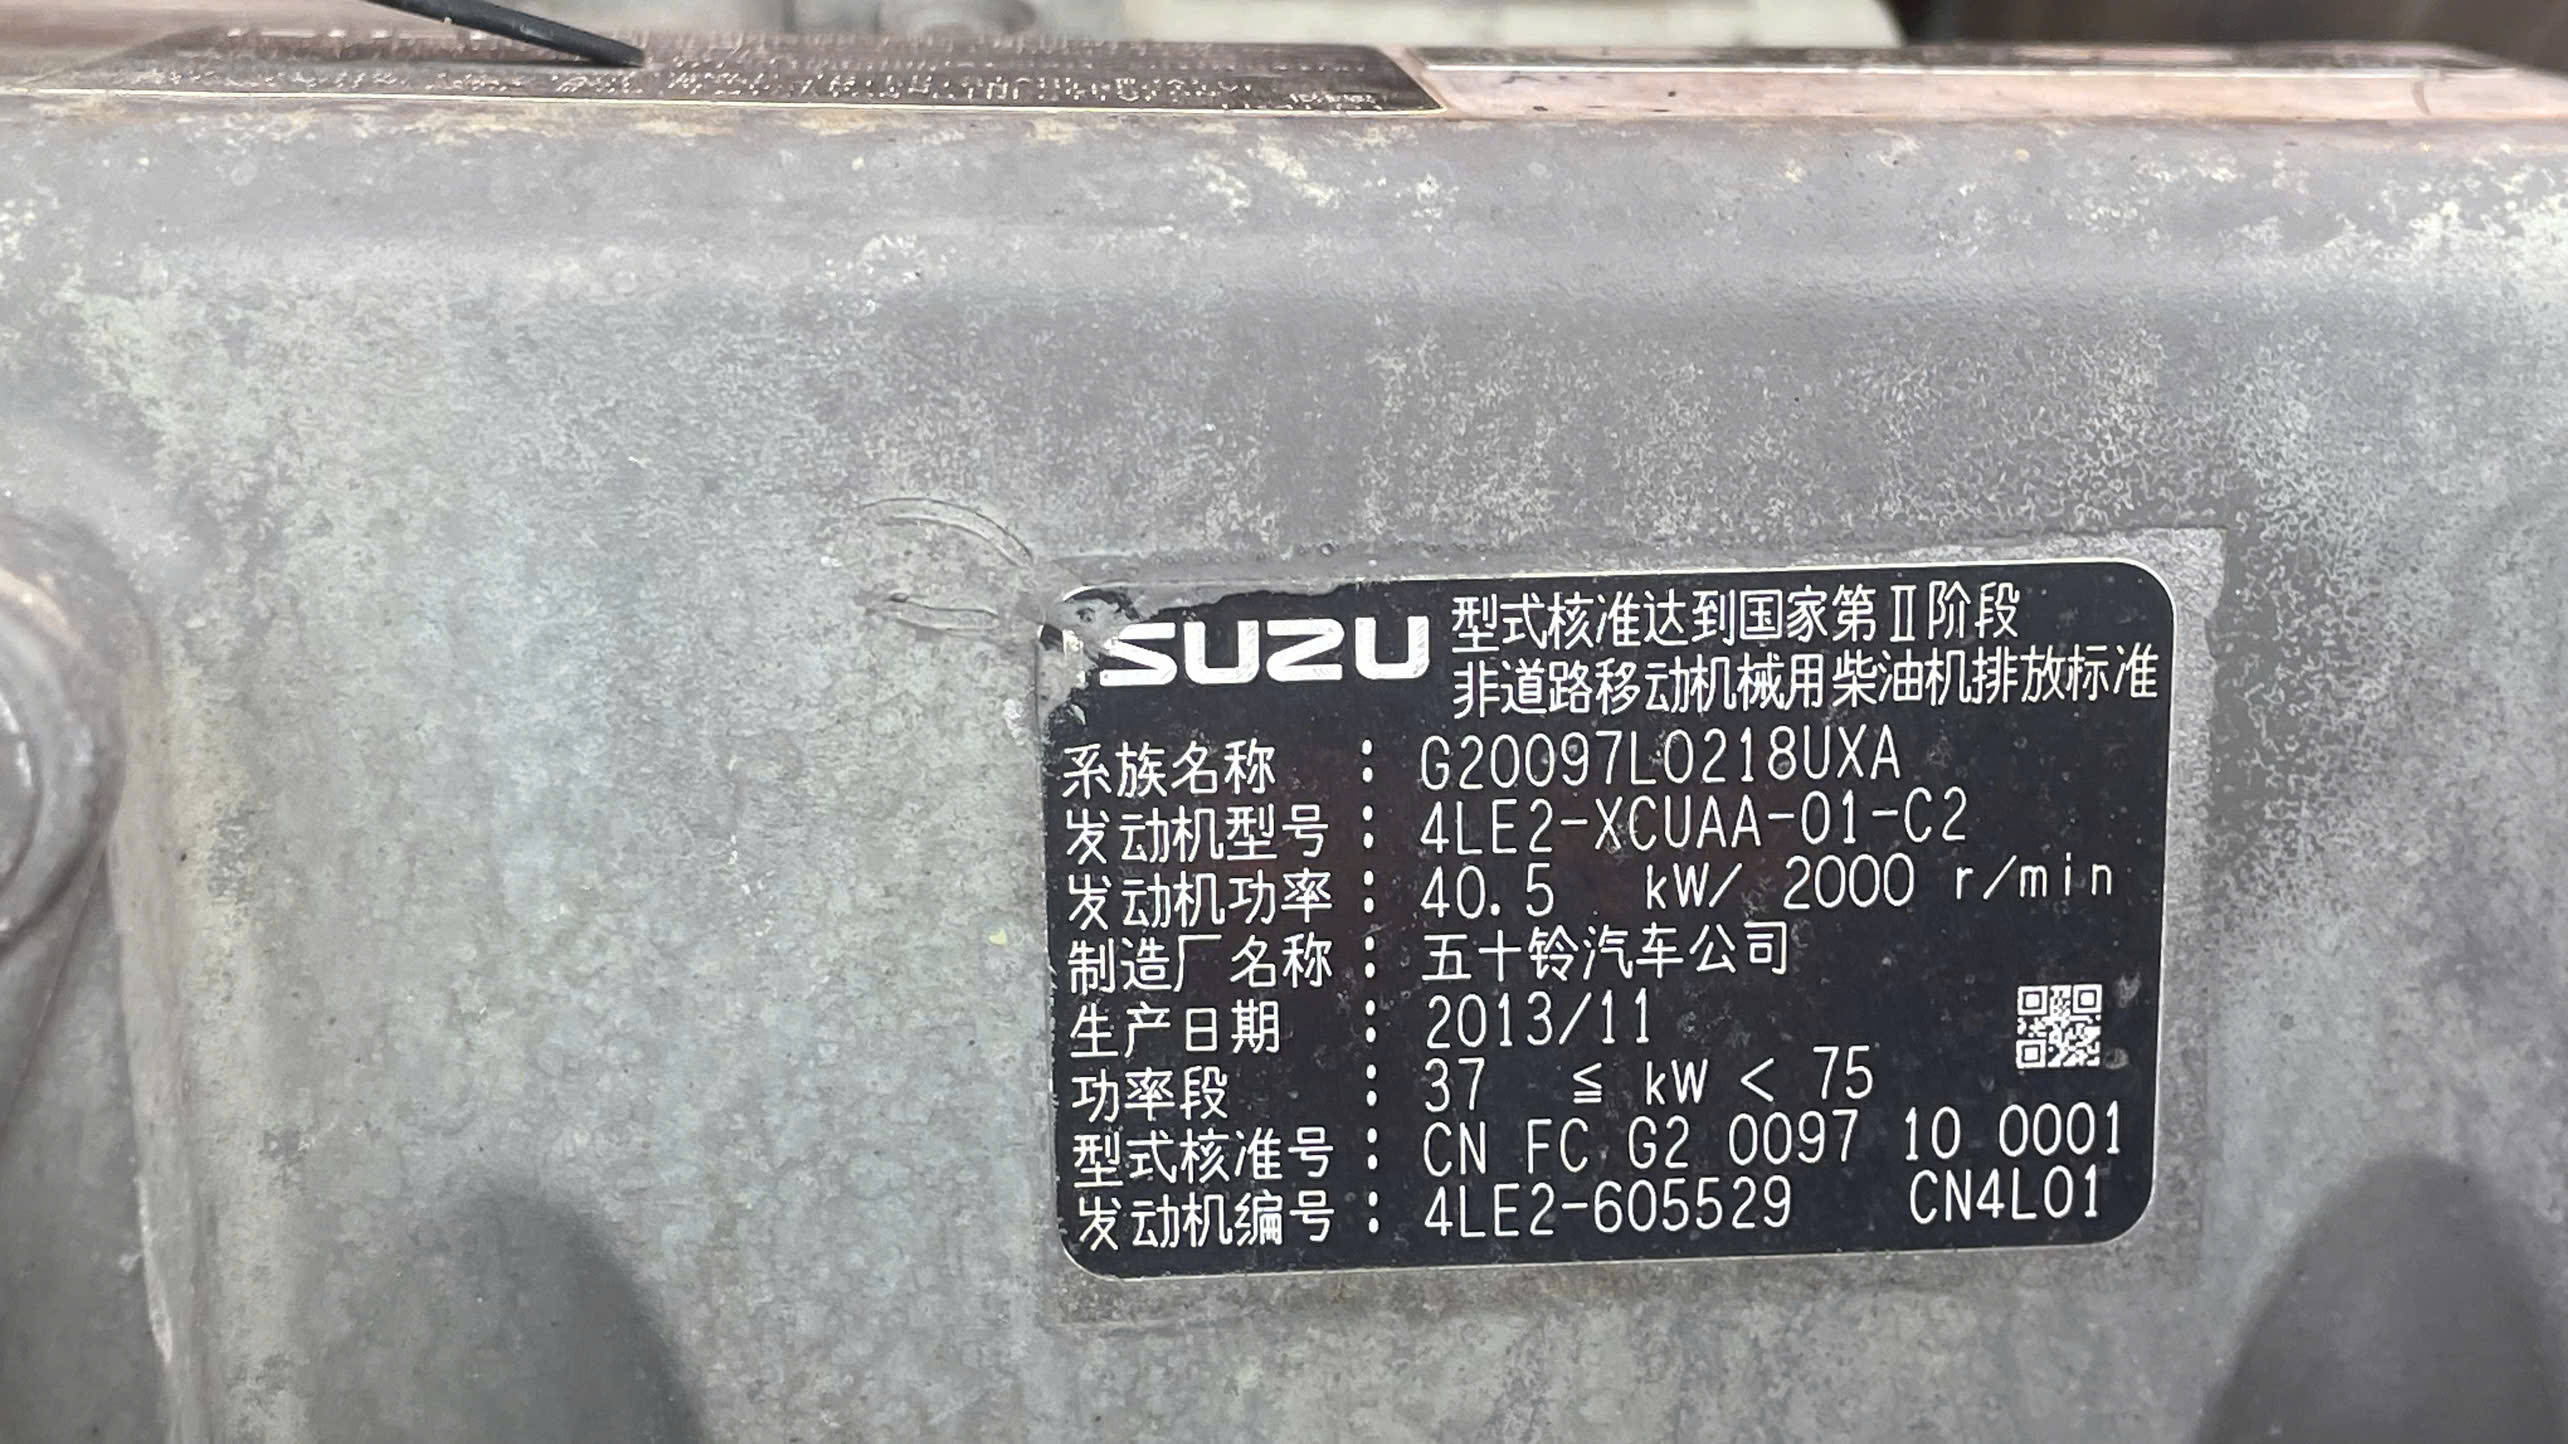 ISUZU
型式核准达到国家第Ⅱ阶段
非道路移动机械用柴油机排放标准
系族名称 : G20097L0218UXA
发动机型号 : 4LE2-XCUAA-01-C2
发动机功率 : 40.5 kW/ 2000 r/min
制造厂名称 : 五十铃汽车公司
生产日期 : 2013/11
功率段 : 37 ≦ kW < 75
型式核准号 : CN FC G2 0097 10 0001
发动机编号 : 4LE2-605529 CN4L01